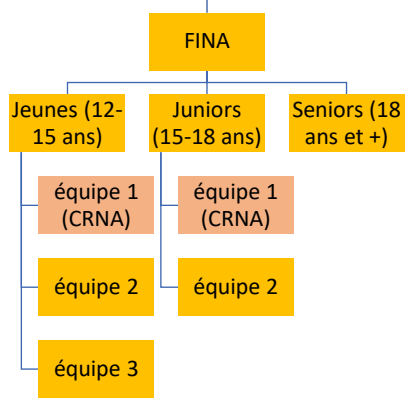 FINA
Jeunes (12-
15 ans)
Juniors
(15-18 ans)
Seniors (18
ans et +)
équipe 1
(CRNA)
équipe 1
(CRNA)
équipe 2
équipe 2
équipe 3